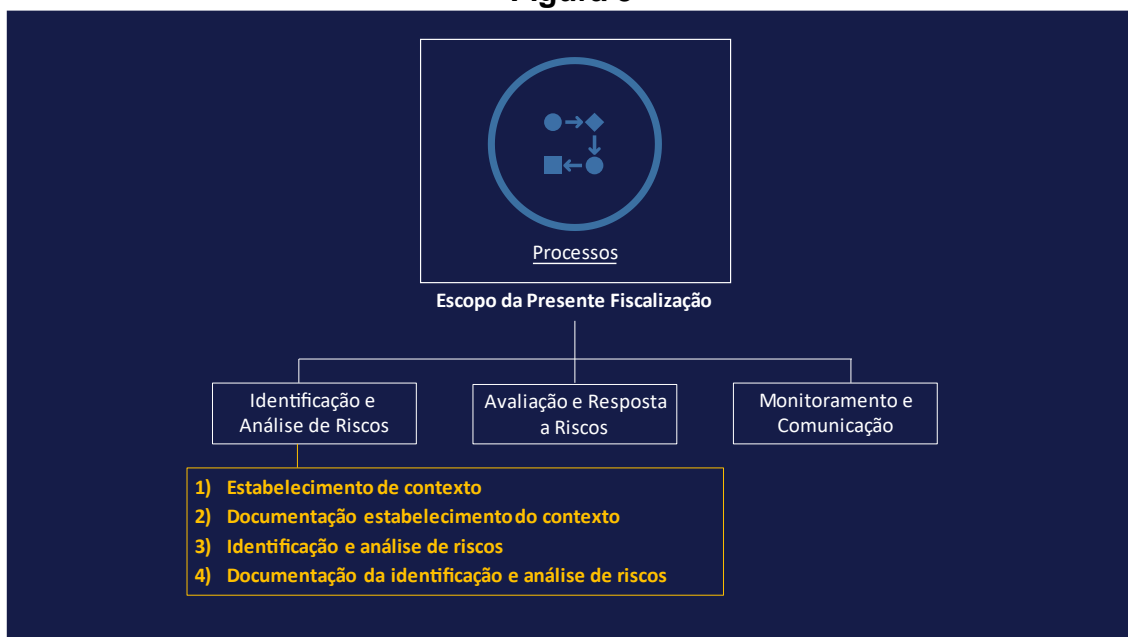 Processos
Escopo da Presente Fiscalização
Identificação e
Análise de Riscos
Avaliação e Resposta
a Riscos
Monitoramento e
Comunicação
1) Estabelecimento de contexto
2) Documentação estabelecimento do contexto
3) Identificação e análise de riscos
4) Documentação da identificação e análise de riscos